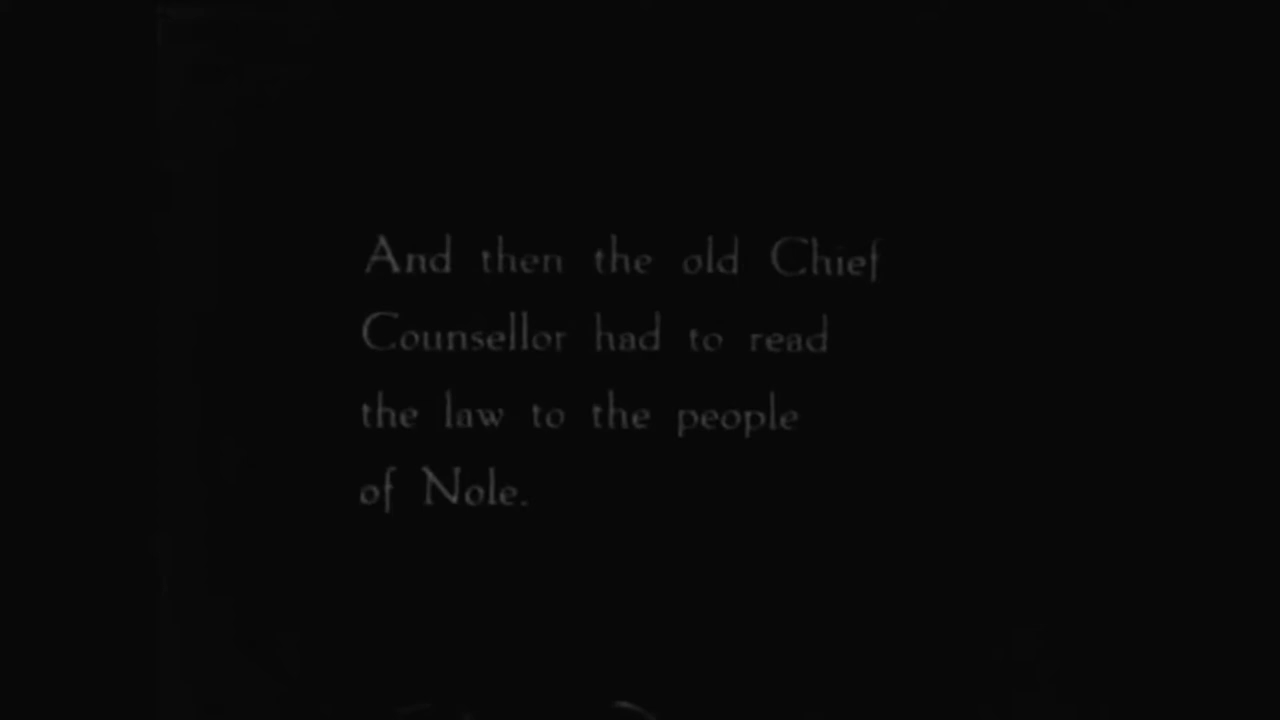 And then the old Chief
Counsellor had to read
the law to the people
of Nole.